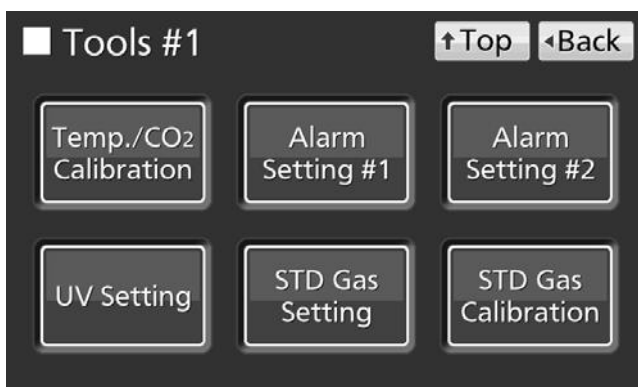 Tools #1
↑Top ◂Back
Temp./CO2
Calibration
Alarm
Setting #1
Alarm
Setting #2
UV Setting
STD Gas
Setting
STD Gas
Calibration